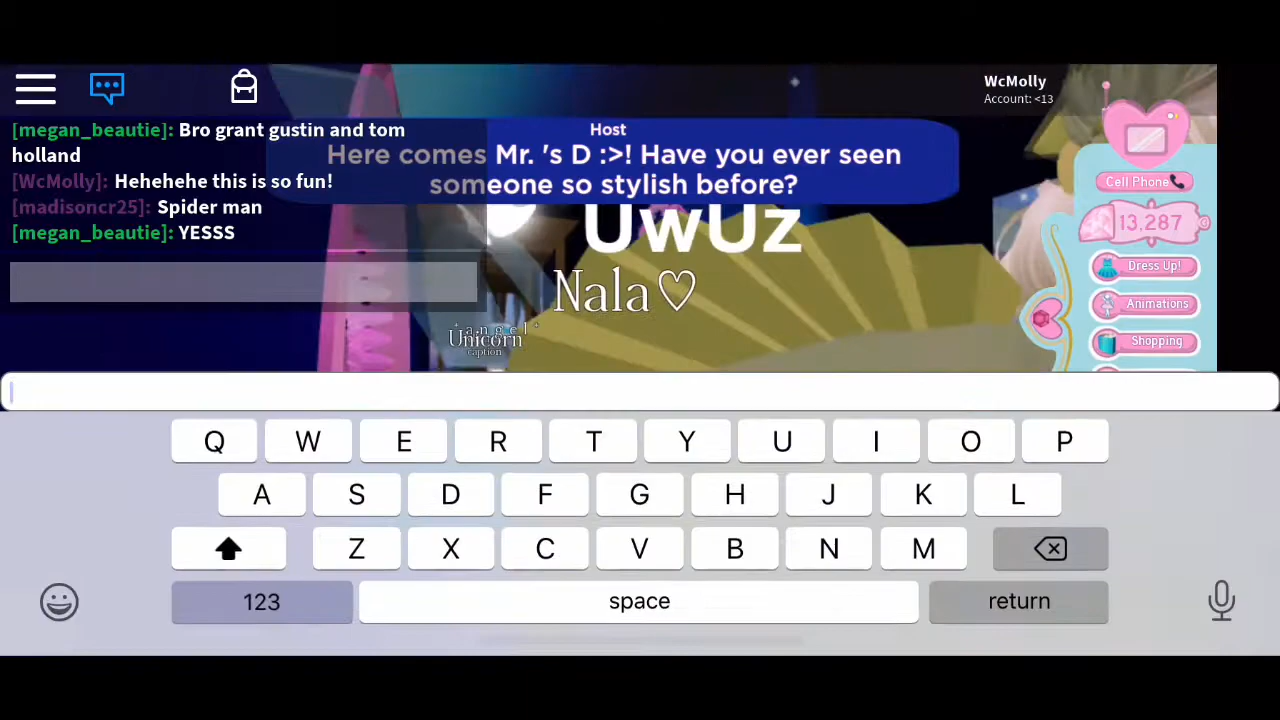 WcMolly
Account: <13
[megan_beautie]: Bro grant gustin and tom
holland
[WcMolly]: Hehehehe this is so fun!
[madisoncr25]: Spider man
[megan_beautie]: YESSS
Host
Here comes Mr. 's D :>! Have you ever seen
someone so stylish before?
UwUz
Nala♡
angel
Unicorn
caption
Cell Phone
13,287
Dress Up!
Animations
Shopping
Q W E R T Y U I O P
A S D F G H J K L
Z X C V B N M
123 space return